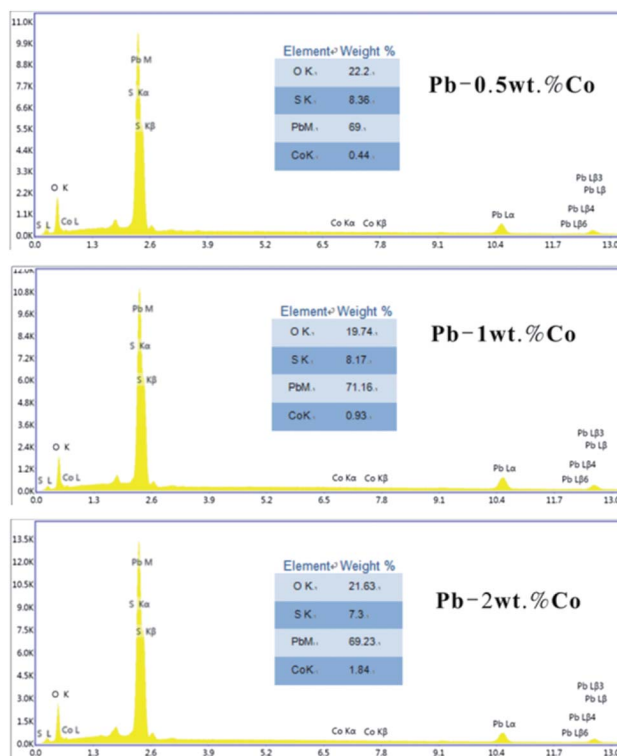 11.0K
9.9K
8.8K
7.7K
6.6K
5.5K
4.4K
3.3K
2.2K
1.1K
0.0K
Pb M
S Kα
S Kβ
O K
S L
Co L
Element Weight %
O K 22.2
S K 8.36
PbM 69
CoK 0.44
Pb-0.5wt.%Co
Co Kα Co Kβ
Pb Lα
Pb Lβ3
Pb Lβ
Pb Lβ4
Pb Lβ6
0.0 1.3 2.6 3.9 5.2 6.5 7.8 9.1 10.4 11.7 13.0
12.0K
10.8K
9.6K
8.4K
7.2K
6.0K
4.8K
3.6K
2.4K
1.2K
0.0K
Pb M
S Kα
S Kβ
O K
S L
Co L
Element Weight %
O K 19.74
S K 8.17
PbM 71.16
CoK 0.93
Pb-1wt.%Co
Co Kα Co Kβ
Pb Lα
Pb Lβ3
Pb Lβ
Pb Lβ4
Pb Lβ6
0.0 1.3 2.6 3.9 5.2 6.5 7.8 9.1 10.4 11.7 13.0
13.5K
12.0K
10.5K
9.0K
7.5K
6.0K
4.5K
3.0K
1.5K
0.0K
Pb M
S Kα
S Kβ
O K
S L
Co L
Element Weight %
O K 21.63
S K 7.3
PbM 69.23
CoK 1.84
Pb-2wt.%Co
Co Kα Co Kβ
Pb Lα
Pb Lβ3
Pb Lβ
Pb Lβ4
Pb Lβ6
0.0 1.3 2.6 3.9 5.2 6.5 7.8 9.1 10.4 11.7 13.0